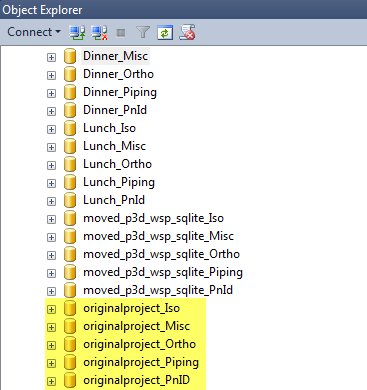 Object Explorer
Connect
Dinner_Misc
Dinner_Ortho
Dinner_Piping
Dinner_PnId
Lunch_Iso
Lunch_Misc
Lunch_Ortho
Lunch_Piping
Lunch_PnId
moved_p3d_wsp_sqlite_Iso
moved_p3d_wsp_sqlite_Misc
moved_p3d_wsp_sqlite_Ortho
moved_p3d_wsp_sqlite_Piping
moved_p3d_wsp_sqlite_PnId
originalproject_Iso
originalproject_Misc
originalproject_Ortho
originalproject_Piping
originalproject_PnID